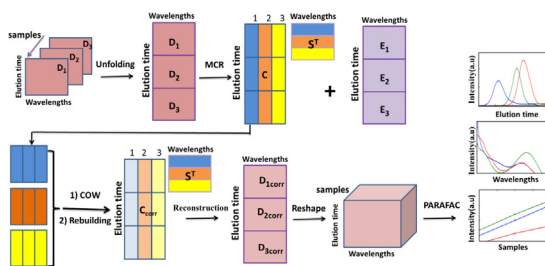 samples
D3
D2
D1
Elution time
Wavelengths
Unfolding
Wavelengths
Elution time
D1
D2
D3
MCR
1 2 3
Elution time
C
Wavelengths
S^T
+
Wavelengths
Elution time
E1
E2
E3
Intensity(a.u)
Elution time
Intensity(a.u)
Wavelengths
Intensity(a.u)
Samples
1) COW
2) Rebuilding
1 2 3
Elution time
Ccorr
Wavelengths
S^T
Reconstruction
Wavelengths
Elution time
D1corr
D2corr
D3corr
Reshape
samples
Elution time
Wavelengths
PARAFAC